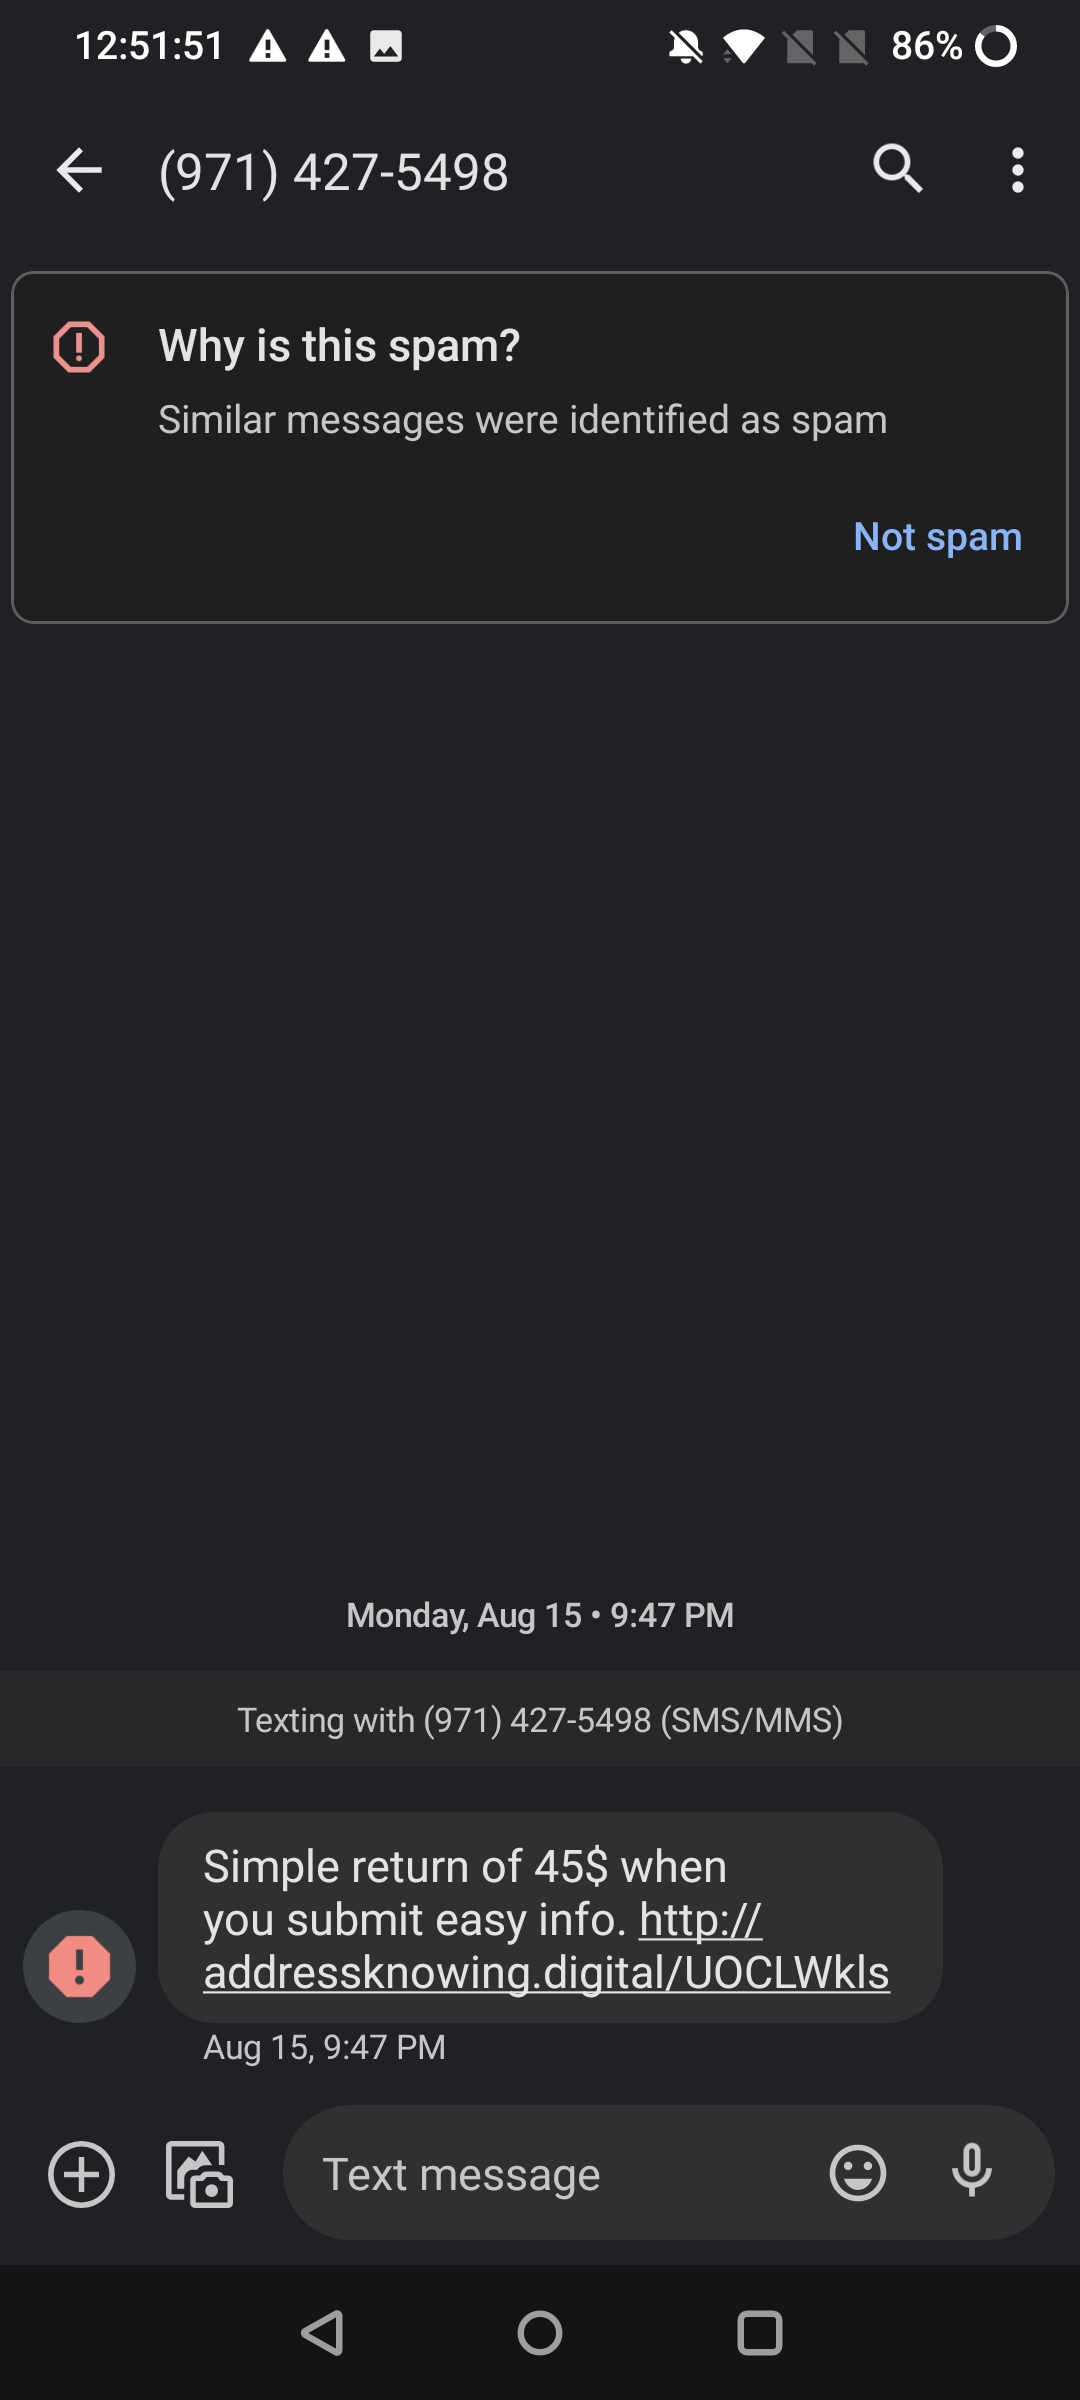 12:51:51
86%
(971) 427-5498
Why is this spam?
Similar messages were identified as spam
Not spam
Monday, Aug 15 • 9:47 PM
Texting with (971) 427-5498 (SMS/MMS)
Simple return of 45$ when
you submit easy info. http://
addressknowing.digital/UOCLWkls
Aug 15, 9:47 PM
Text message